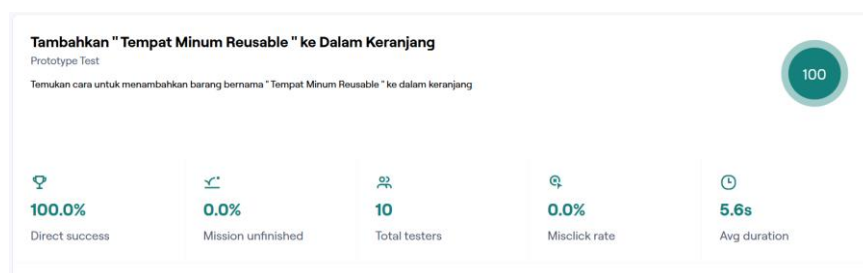 Tambahkan " Tempat Minum Reusable " ke Dalam Keranjang
Prototype Test
Temukan cara untuk menambahkan barang bernama " Tempat Minum Reusable " ke dalam keranjang
100
100.0%
Direct success
0.0%
Mission unfinished
10
Total testers
0.0%
Misclick rate
5.6s
Avg duration